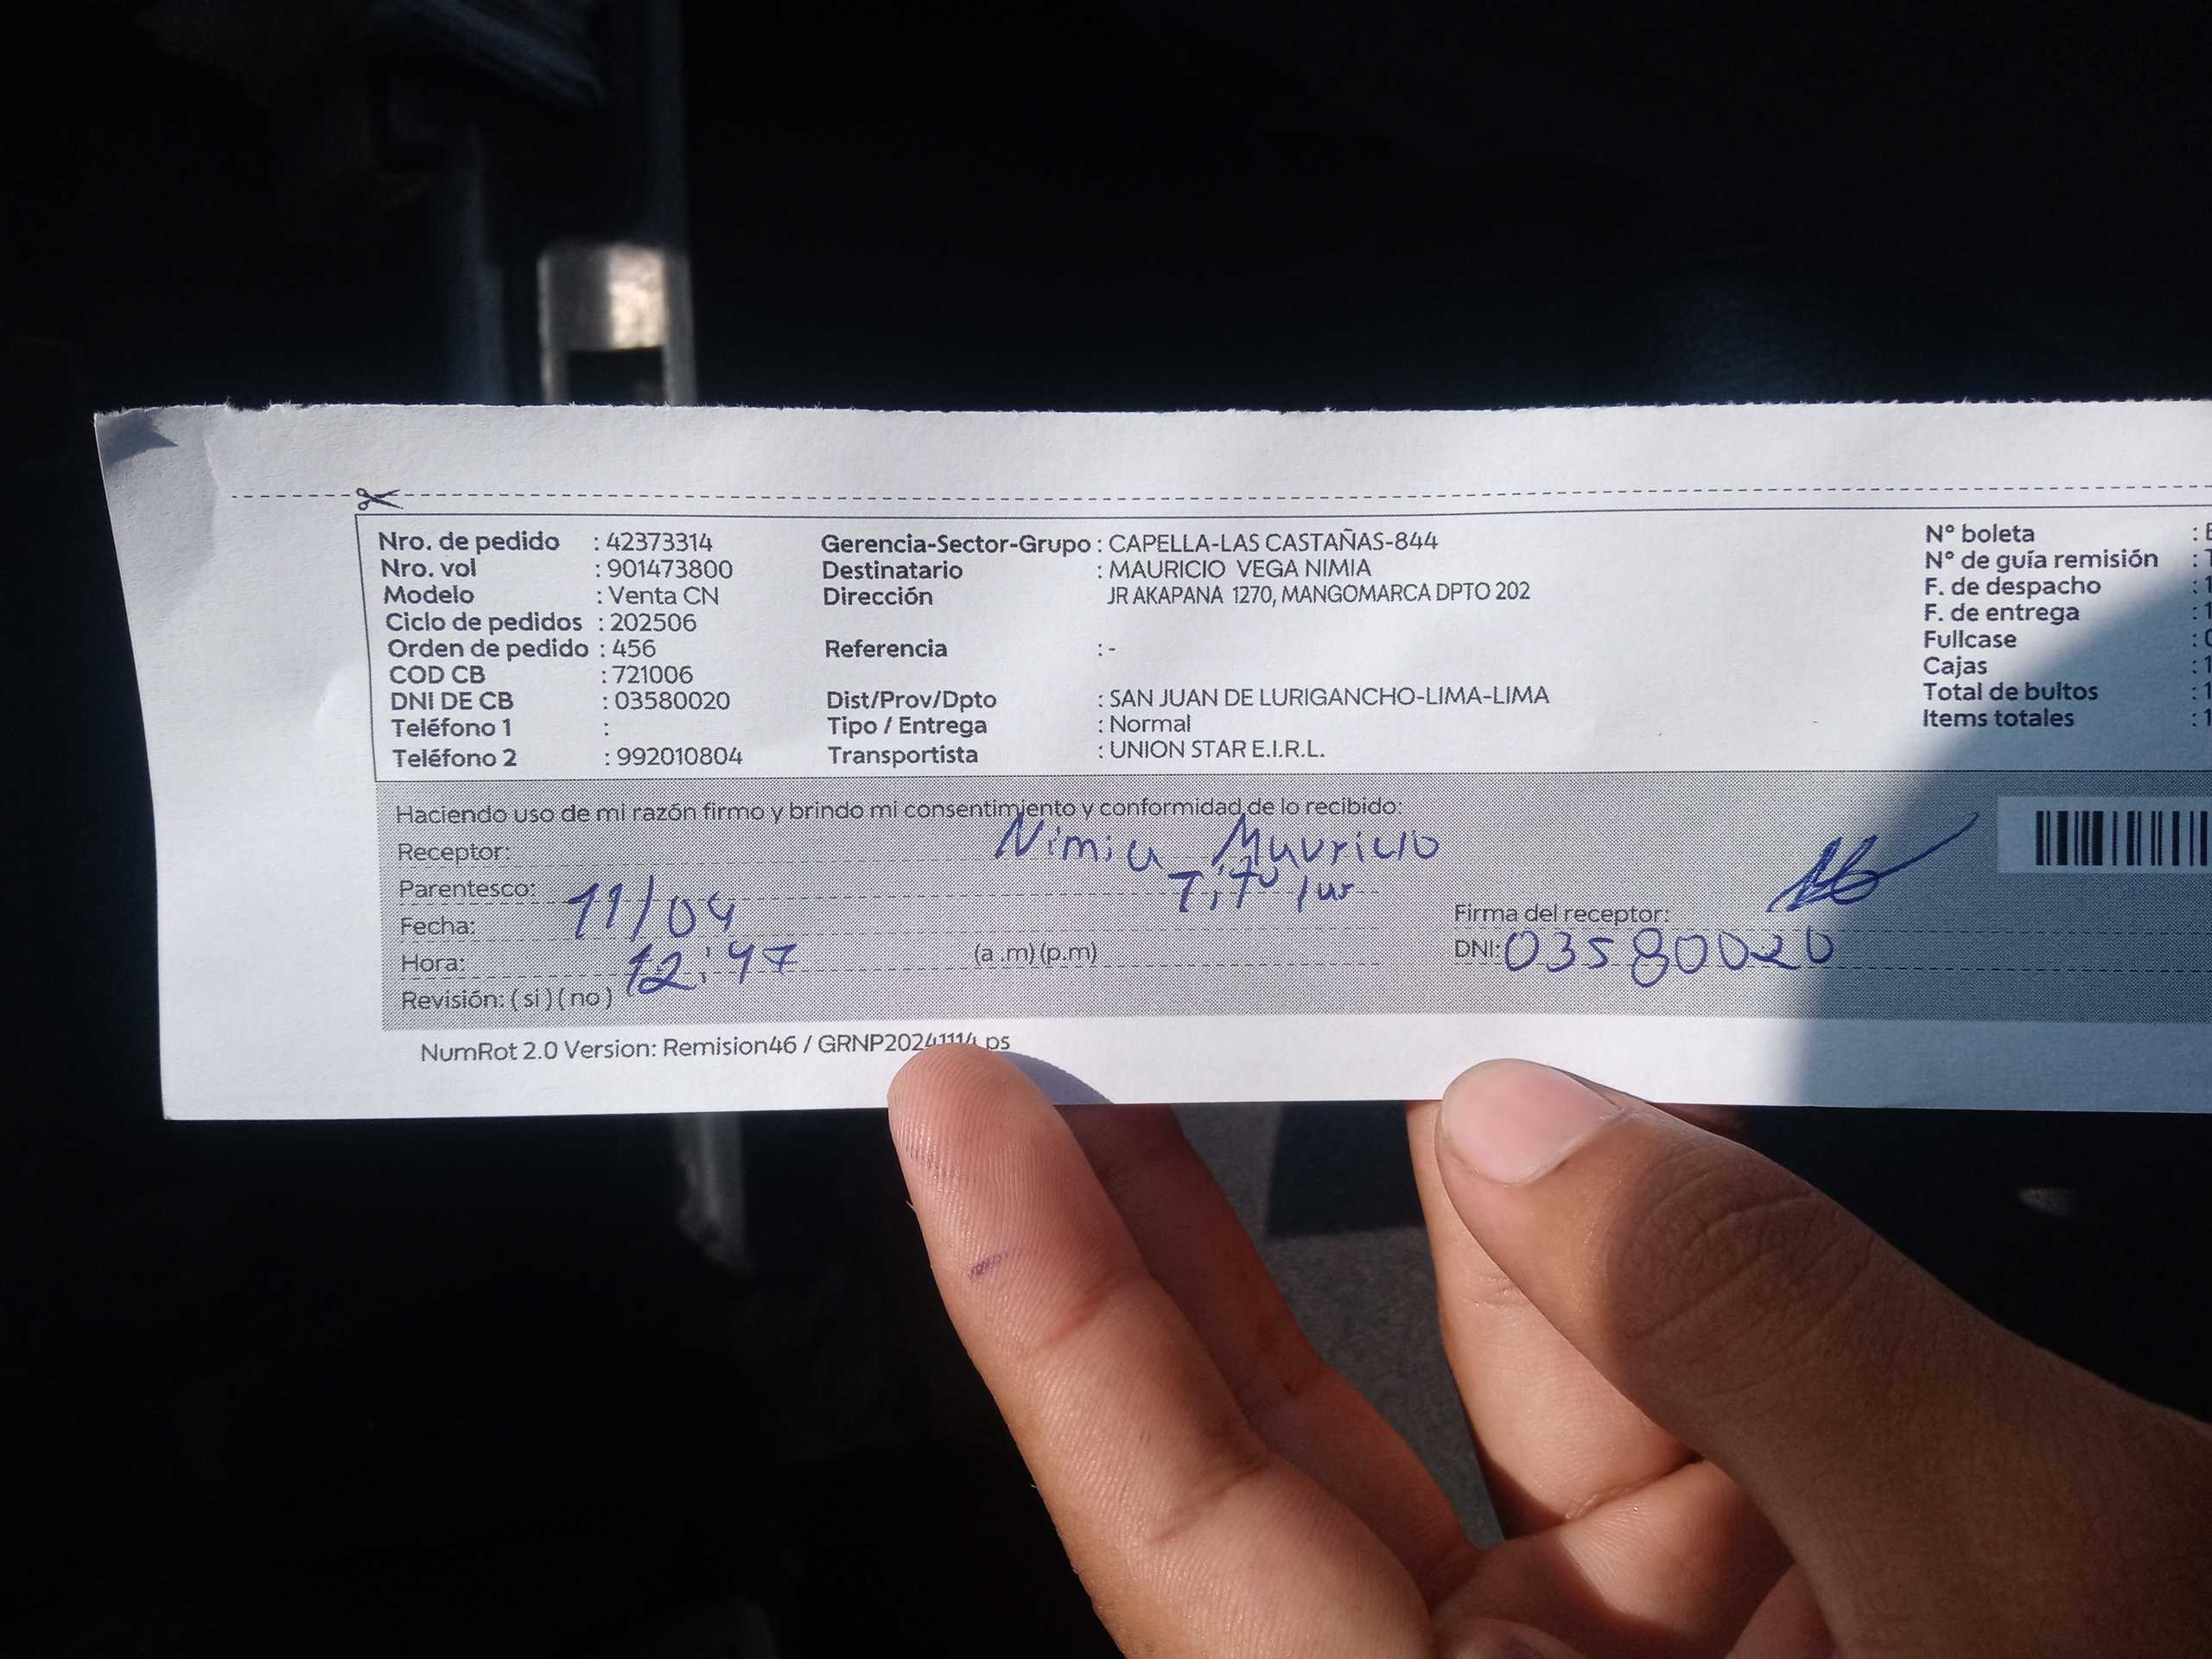 Nro. de pedido : 42373314
Nro. vol : 901473800
Modelo : Venta CN
Ciclo de pedidos : 202506
Orden de pedido : 456
COD CB : 721006
DNI DE CB : 03580020
Teléfono 1 :
Teléfono 2 : 992010804
Gerencia-Sector-Grupo : CAPELLA-LAS CASTAÑAS-844
Destinatario : MAURICIO VEGA NIMIA
Dirección JR AKAPANA 1270, MANGOMARCA DPTO 202
Referencia : -
Dist/Prov/Dpto : SAN JUAN DE LURIGANCHO-LIMA-LIMA
Tipo / Entrega : Normal
Transportista : UNION STAR E.I.R.L.
N° boleta :
N° de guía remisión :
F. de despacho : 1
F. de entrega : 1
Fullcase :
Cajas : 1
Total de bultos : 1
Items totales : 1
Haciendo uso de mi razón firmo y brindo mi consentimiento y conformidad de lo recibido:
Receptor: Nimia Mauricio
Parentesco: Titular
Fecha: 11/04
Hora: 12:47 (a .m) (p.m)
Revisión: (si) (no)
Firma del receptor:
DNI: 03580020
NumRot 2.0 Version: Remision46 / GRNP20241114.ps